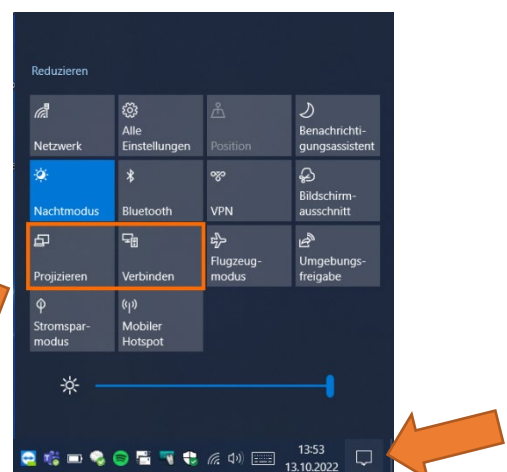 Reduzieren
Netzwerk
Alle
Einstellungen
Position
Benachrichti-
gungsassistent
Nachtmodus
Bluetooth
VPN
Bildschirm-
ausschnitt
Projizieren
Verbinden
Flugzeug-
modus
Umgebungs-
freigabe
Stromspar-
modus
Mobiler
Hotspot
13:53
13.10.2022